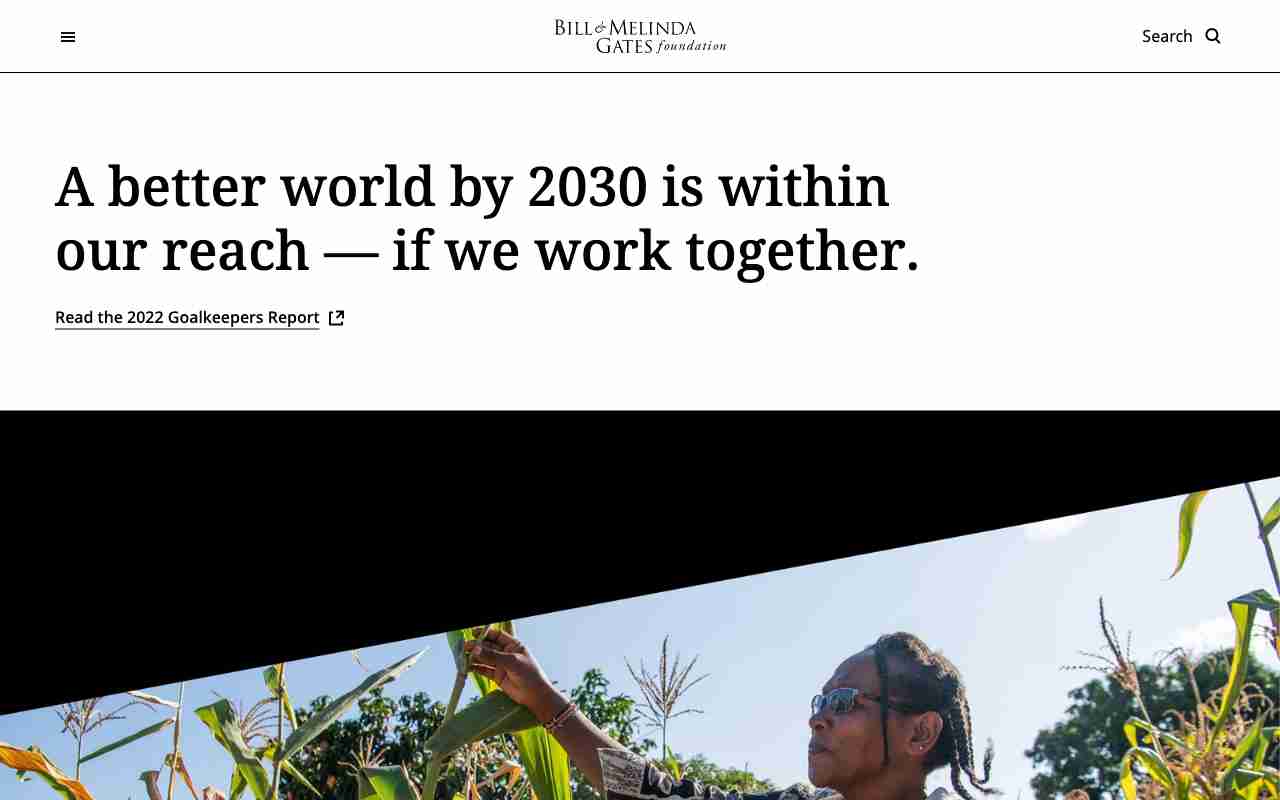 BILL & MELINDA
GATES foundation
Search
A better world by 2030 is within
our reach — if we work together.
Read the 2022 Goalkeepers Report